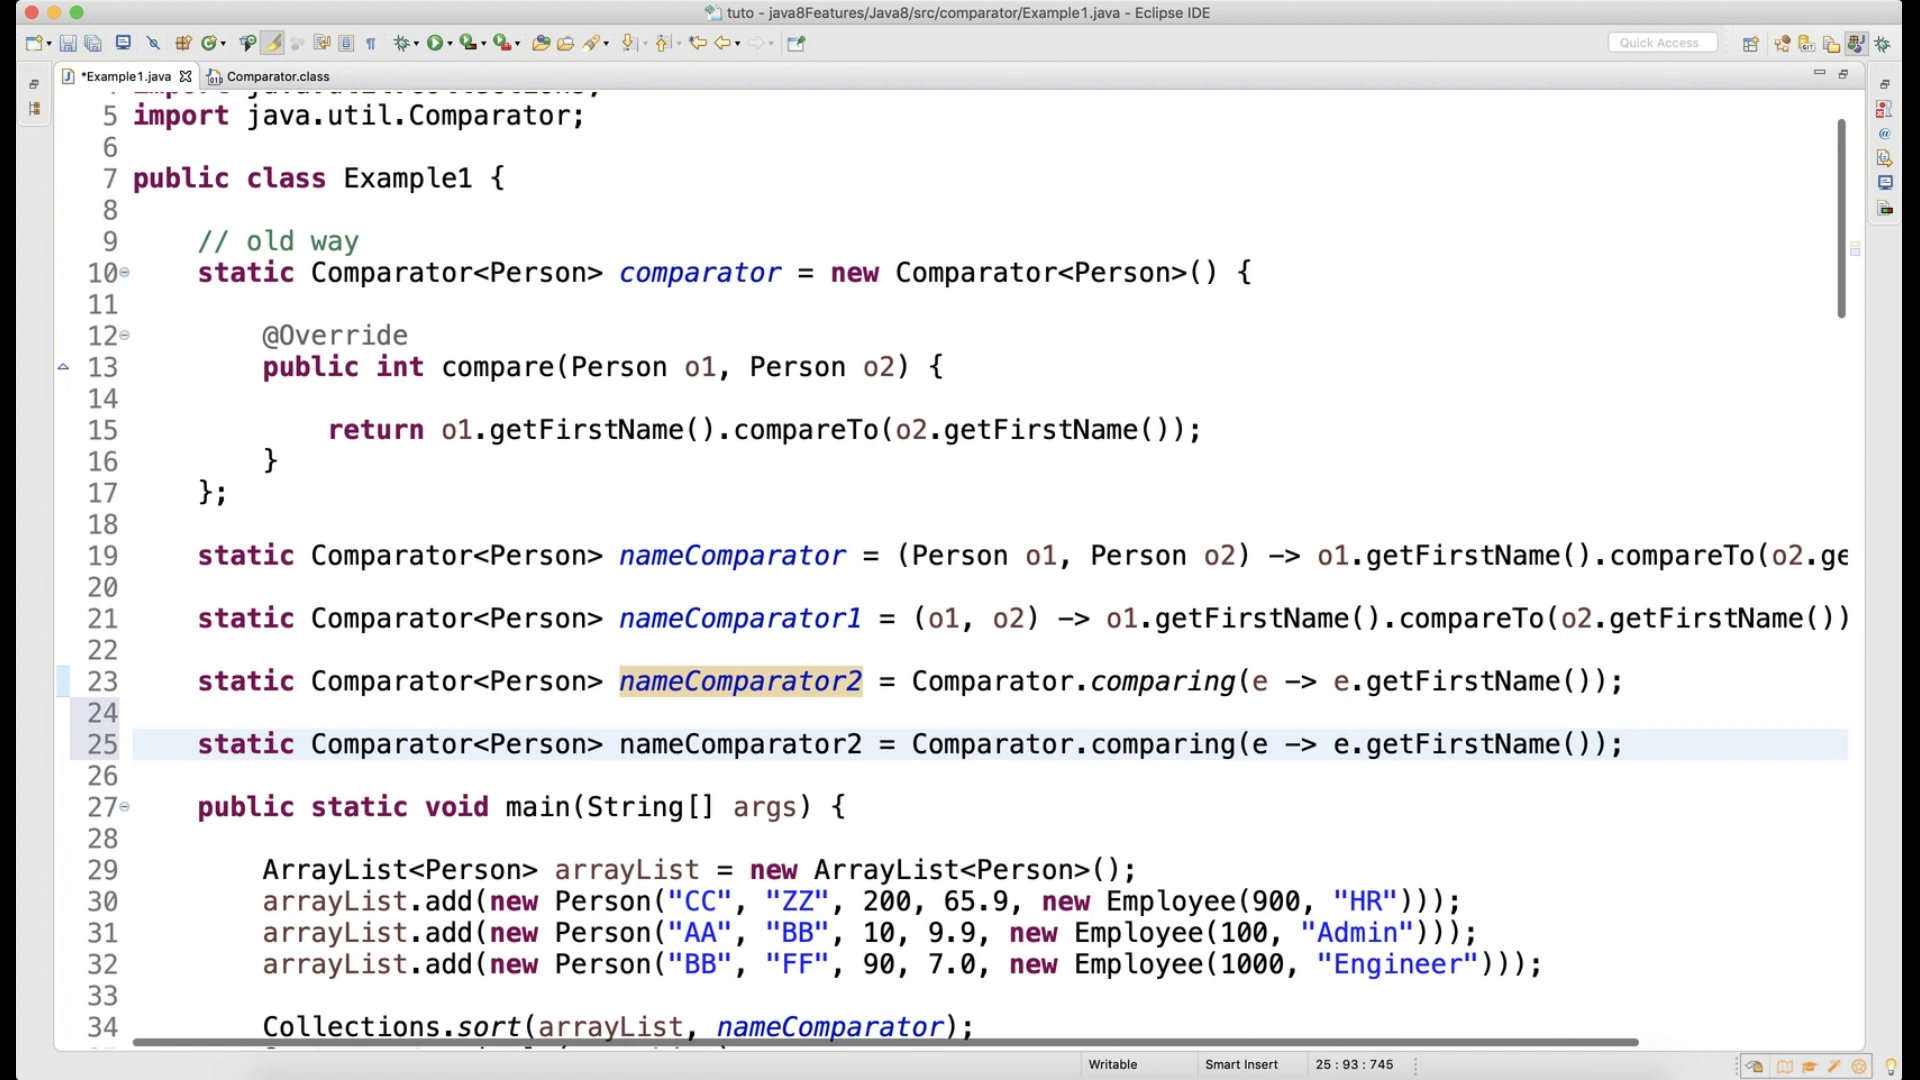 tuto - java8Features/Java8/src/comparator/Example1.java - Eclipse IDE
Quick Access
*Example1.java
Comparator.class
5 import java.util.Comparator;
6
7 public class Example1 {
8
9 // old way
10 static Comparator<Person> comparator = new Comparator<Person>() {
11
12 @Override
13 public int compare(Person o1, Person o2) {
14
15 return o1.getFirstName().compareTo(o2.getFirstName());
16 }
17 };
18
19 static Comparator<Person> nameComparator = (Person o1, Person o2) -> o1.getFirstName().compareTo(o2.ge
20
21 static Comparator<Person> nameComparator1 = (o1, o2) -> o1.getFirstName().compareTo(o2.getFirstName())
22
23 static Comparator<Person> nameComparator2 = Comparator.comparing(e -> e.getFirstName());
24
25 static Comparator<Person> nameComparator2 = Comparator.comparing(e -> e.getFirstName());
26
27 public static void main(String[] args) {
28
29 ArrayList<Person> arrayList = new ArrayList<Person>();
30 arrayList.add(new Person("CC", "ZZ", 200, 65.9, new Employee(900, "HR")));
31 arrayList.add(new Person("AA", "BB", 10, 9.9, new Employee(100, "Admin")));
32 arrayList.add(new Person("BB", "FF", 90, 7.0, new Employee(1000, "Engineer")));
33
34 Collections.sort(arrayList, nameComparator);
Writable
Smart Insert
25 : 93 : 745